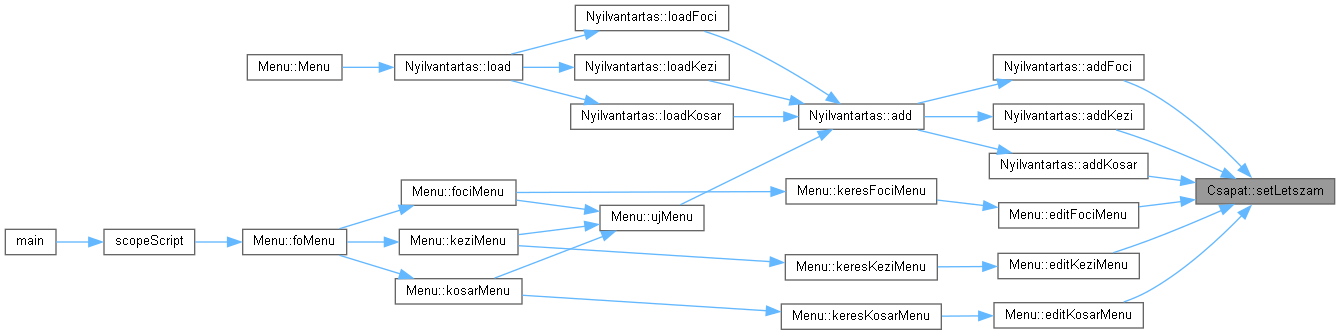 Nyilvantartas::loadFoci
Menu::Menu
Nyilvantartas::load
Nyilvantartas::loadKezi
Nyilvantartas::addFoci
Nyilvantartas::loadKosar
Nyilvantartas::add
Nyilvantartas::addKezi
Nyilvantartas::addKosar
Menu::fociMenu
Menu::keresFociMenu
Csapat::setLetszam
Menu::ujMenu
Menu::editFociMenu
main
scopeScript
Menu::foMenu
Menu::keziMenu
Menu::keresKeziMenu
Menu::editKeziMenu
Menu::kosarMenu
Menu::keresKosarMenu
Menu::editKosarMenu